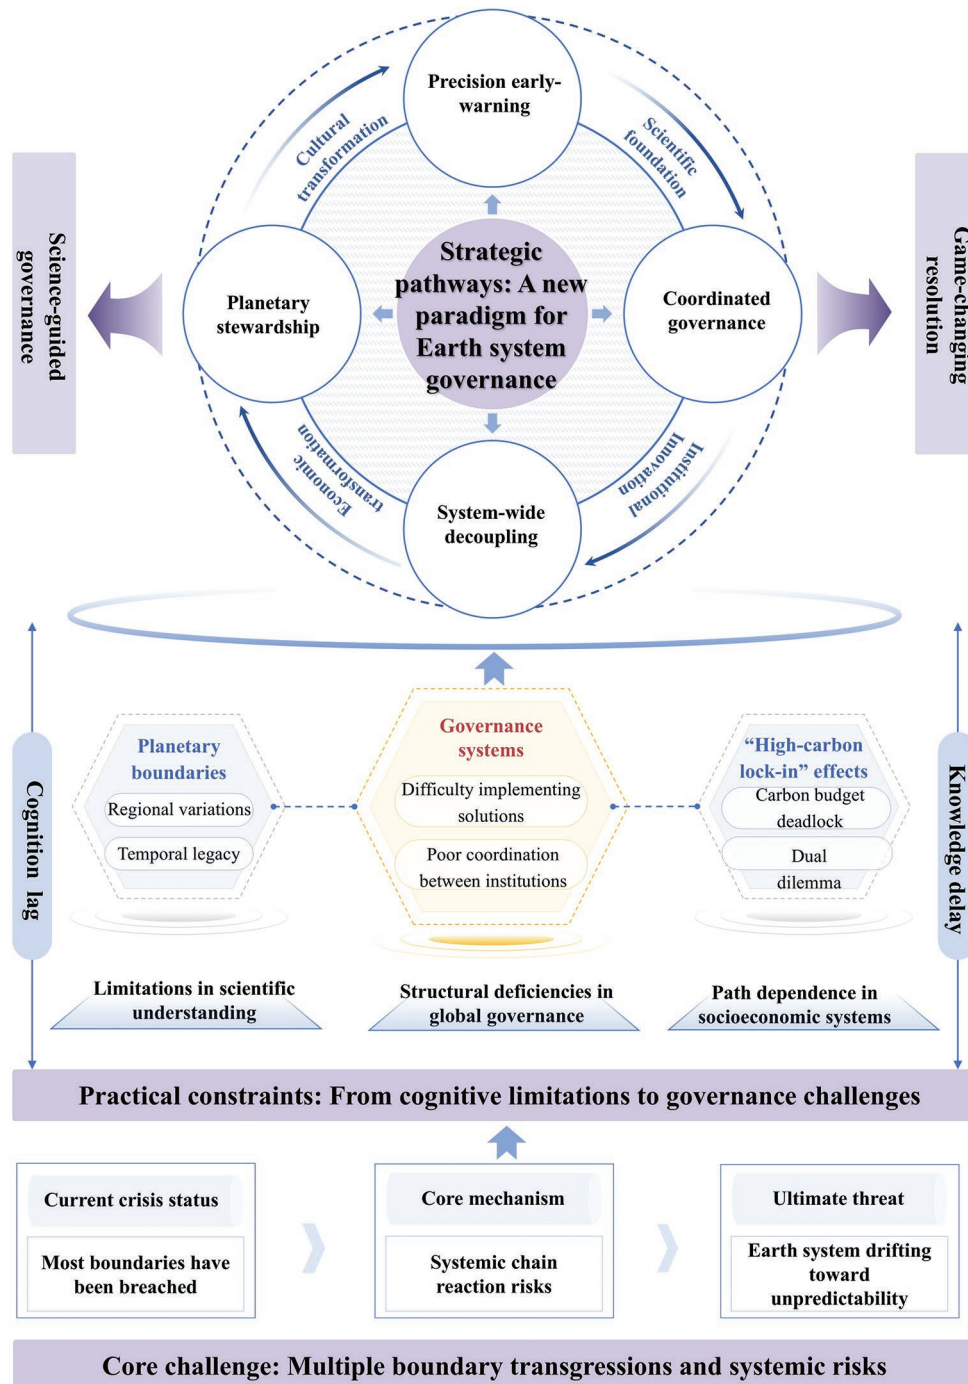 Precision early-
warning
Cultural
transformation
Scientific
foundation
Science-guided
governance
Game-changing
resolution
Planetary
stewardship
Strategic
pathways: A new
paradigm for
Earth system
governance
Coordinated
governance
Economic
transformation
Institutional
Innovation
System-wide
decoupling
Cognition lag
Knowledge delay
Planetary
boundaries
Regional variations
Temporal legacy
Governance
systems
Difficulty implementing
solutions
Poor coordination
between institutions
“High-carbon
lock-in” effects
Carbon budget
deadlock
Dual
dilemma
Limitations in scientific
understanding
Structural deficiencies in
global governance
Path dependence in
socioeconomic systems
Practical constraints: From cognitive limitations to governance challenges
Current crisis status
Most boundaries have
been breached
Core mechanism
Systemic chain
reaction risks
Ultimate threat
Earth system drifting
toward
unpredictability
Core challenge: Multiple boundary transgressions and systemic risks